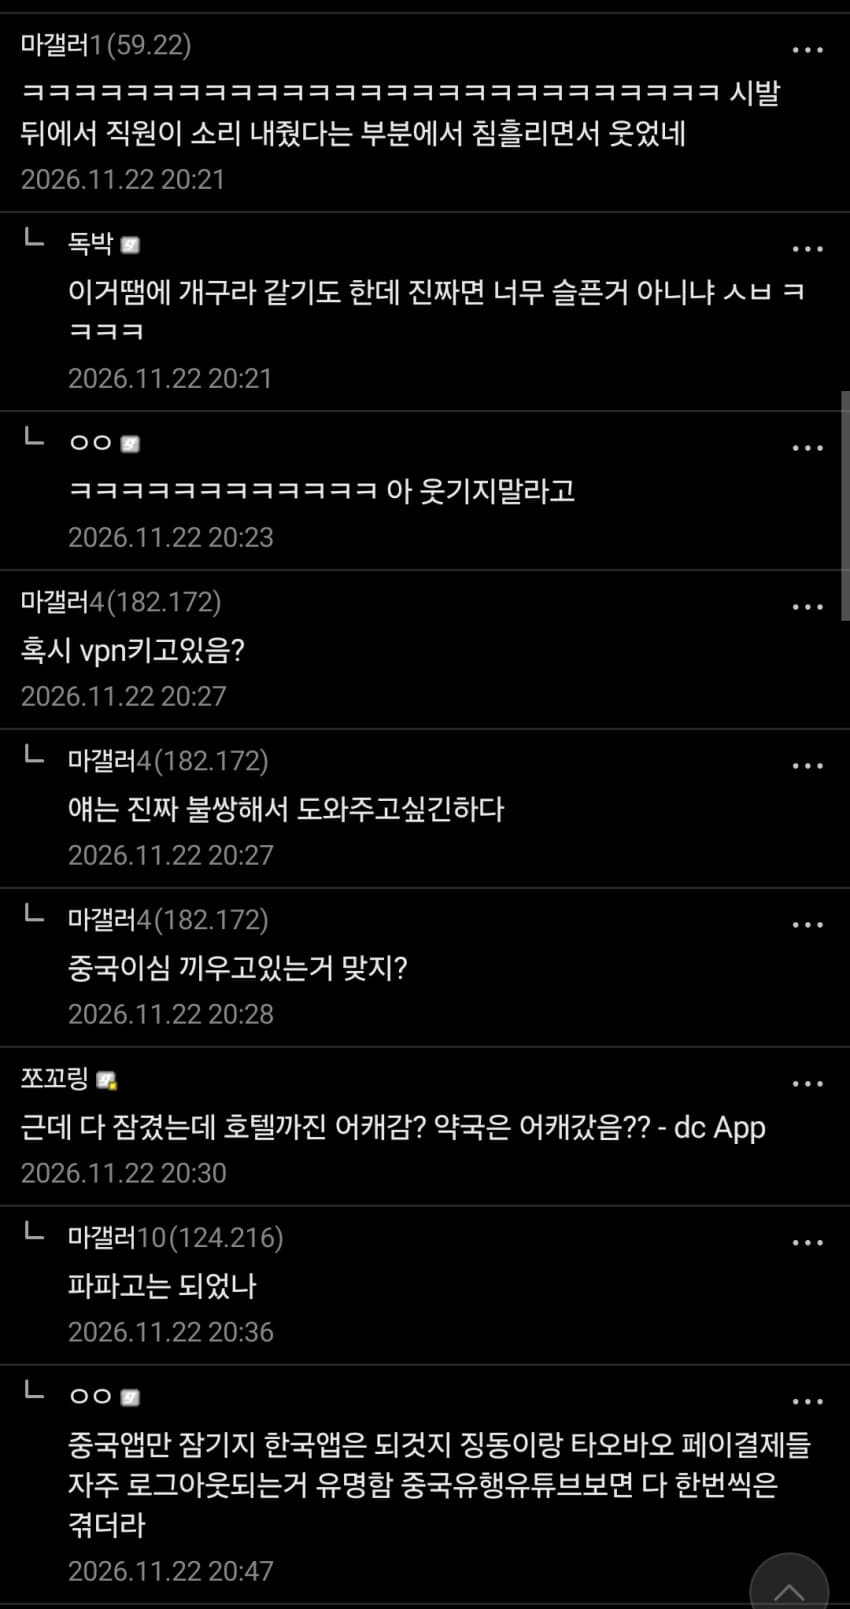 마갤러1(59.22)
ㅋㅋㅋㅋㅋㅋㅋㅋㅋㅋㅋㅋㅋㅋㅋㅋㅋㅋㅋㅋㅋㅋㅋㅋㅋㅋㅋ 시발
뒤에서 직원이 소리 내줬다는 부분에서 침흘리면서 웃었네
2026.11.22 20:21
독박
이거땜에 개구라 같기도 한데 진짜면 너무 슬픈거 아니냐 ㅅㅂ ㅋ
ㅋㅋㅋ
2026.11.22 20:21
ㅇㅇ
ㅋㅋㅋㅋㅋㅋㅋㅋㅋㅋㅋㅋ 아 웃기지말라고
2026.11.22 20:23
마갤러4(182.172)
혹시 vpn키고있음?
2026.11.22 20:27
마갤러4(182.172)
얘는 진짜 불쌍해서 도와주고싶긴하다
2026.11.22 20:27
마갤러4(182.172)
중국이심 끼우고있는거 맞지?
2026.11.22 20:28
쪼꼬링
근데 다 잠겼는데 호텔까진 어캐감? 약국은 어캐갔음?? - dc App
2026.11.22 20:30
마갤러10(124.216)
파파고는 되었나
2026.11.22 20:36
ㅇㅇ
중국앱만 잠기지 한국앱은 되것지 징동이랑 타오바오 페이결제들
자주 로그아웃되는거 유명함 중국유행유튜브보면 다 한번씩은
겪더라
2026.11.22 20:47